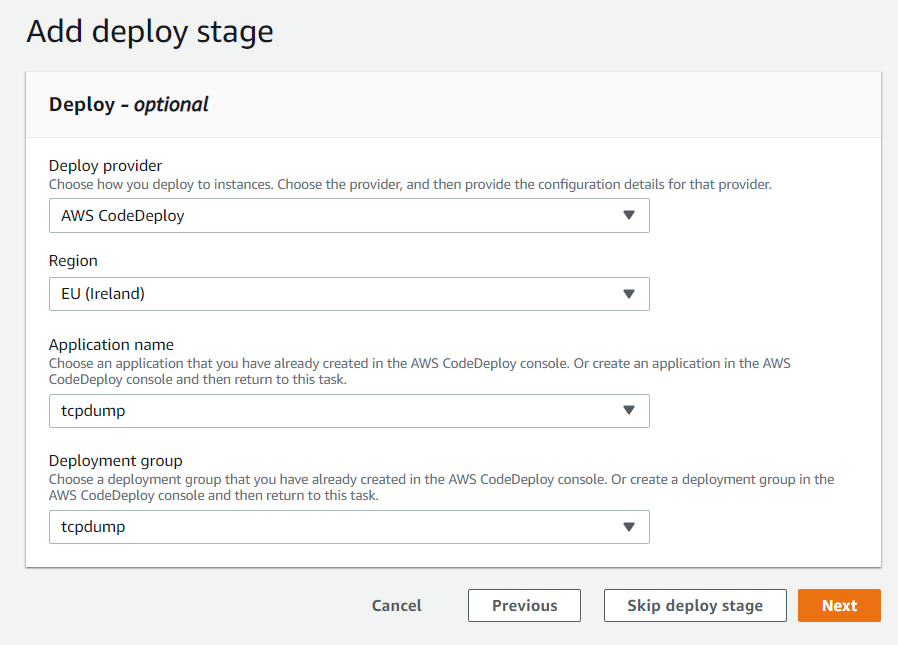 Add deploy stage
Deploy - optional
Deploy provider
Choose how you deploy to instances. Choose the provider, and then provide the configuration details for that provider.
AWS CodeDeploy
Region
EU (Ireland)
Application name
Choose an application that you have already created in the AWS CodeDeploy console. Or create an application in the AWS
CodeDeploy console and then return to this task.
tcpdump
Deployment group
Choose a deployment group that you have already created in the AWS CodeDeploy console. Or create a deployment group in the
AWS CodeDeploy console and then return to this task.
tcpdump
Cancel Previous Skip deploy stage Next